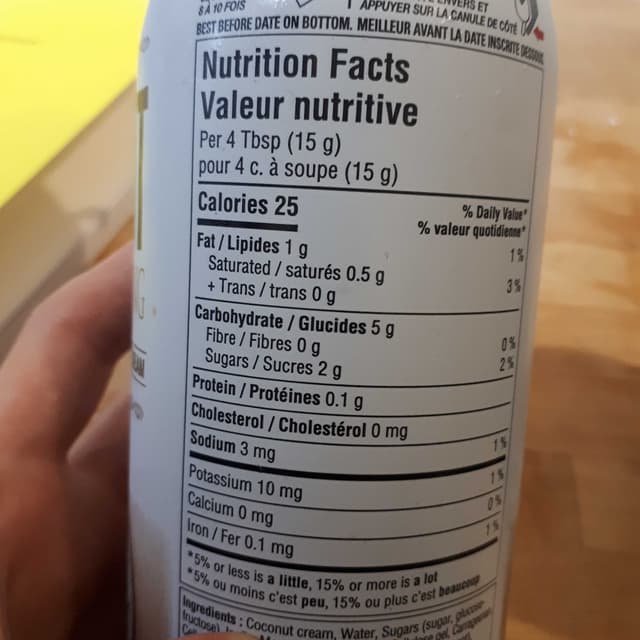 8 À 10 FOIS
APPUYER SUR LA CANULE DE CÔTÉ
BEST BEFORE DATE ON BOTTOM. MEILLEUR AVANT LA DATE INSCRITE DESSOUS
Nutrition Facts
Valeur nutritive
Per 4 Tbsp (15 g)
pour 4 c. à soupe (15 g)
Calories 25
% Daily Value*
% valeur quotidienne*
Fat / Lipides 1 g 1 %
Saturated / saturés 0.5 g
+ Trans / trans 0 g 3 %
Carbohydrate / Glucides 5 g
Fibre / Fibres 0 g 0 %
Sugars / Sucres 2 g 2 %
Protein / Protéines 0.1 g
Cholesterol / Cholestérol 0 mg
Sodium 3 mg 1 %
Potassium 10 mg 1 %
Calcium 0 mg 0 %
Iron / Fer 0.1 mg 1 %
*5% or less is a little, 15% or more is a lot
*5% ou moins c'est peu, 15% ou plus c'est beaucoup
Ingredients : Coconut cream, Water, Sugars (sugar, glucose
fructose),